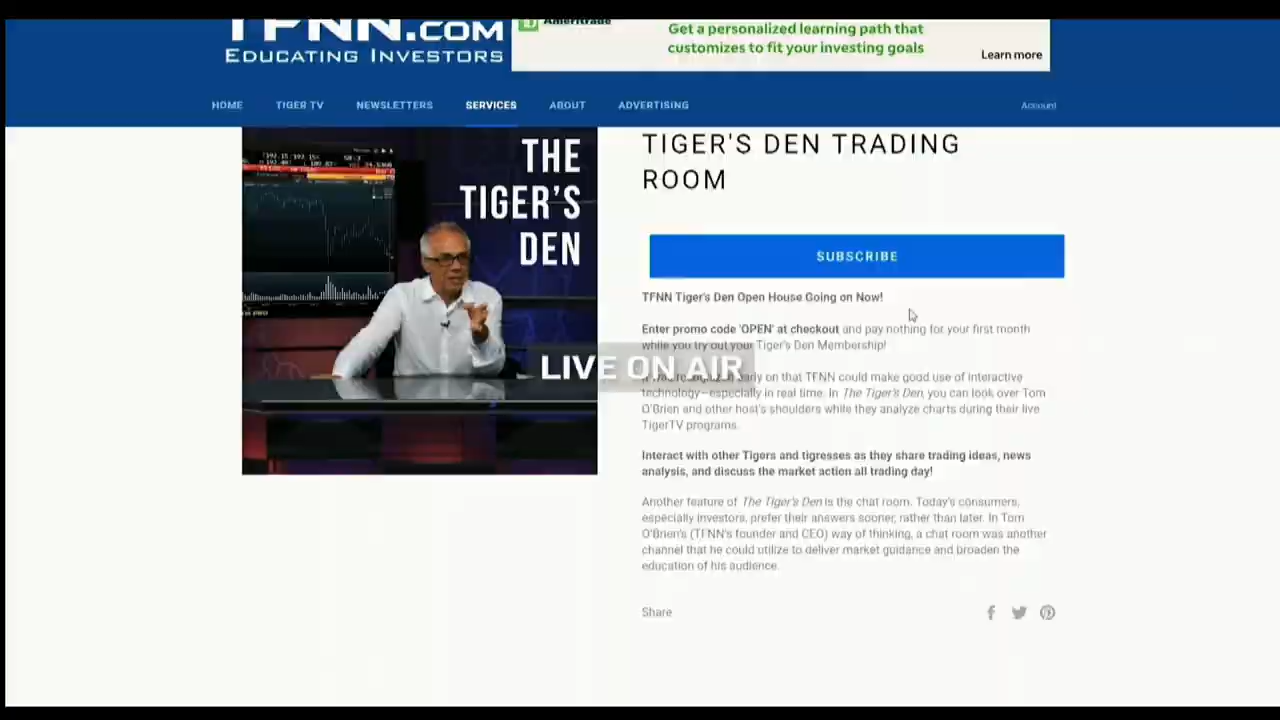 TFNN.COM
EDUCATING INVESTORS
Ameritrade
Get a personalized learning path that
customizes to fit your investing goals
Learn more
HOME TIGER TV NEWSLETTERS SERVICES ABOUT ADVERTISING Account
THE
TIGER'S
DEN
TIGER'S DEN TRADING
ROOM
SUBSCRIBE
TFNN Tiger's Den Open House Going on Now!
Enter promo code 'OPEN' at checkout and pay nothing for your first month
while you try out your Tiger's Den Membership!
LIVE ON AIR
early on that TFNN could make good use of interactive
technology—especially in real time. In The Tiger's Den, you can look over Tom
O'Brien and other host's shoulders while they analyze charts during their live
TigerTV programs.
Interact with other Tigers and tigresses as they share trading ideas, news
analysis, and discuss the market action all trading day!
Another feature of The Tiger's Den is the chat room. Today's consumers,
especially investors, prefer their answers sooner, rather than later. In Tom
O'Brien's (TFNN's founder and CEO) way of thinking, a chat room was another
channel that he could utilize to deliver market guidance and broaden the
education of his audience.
Share